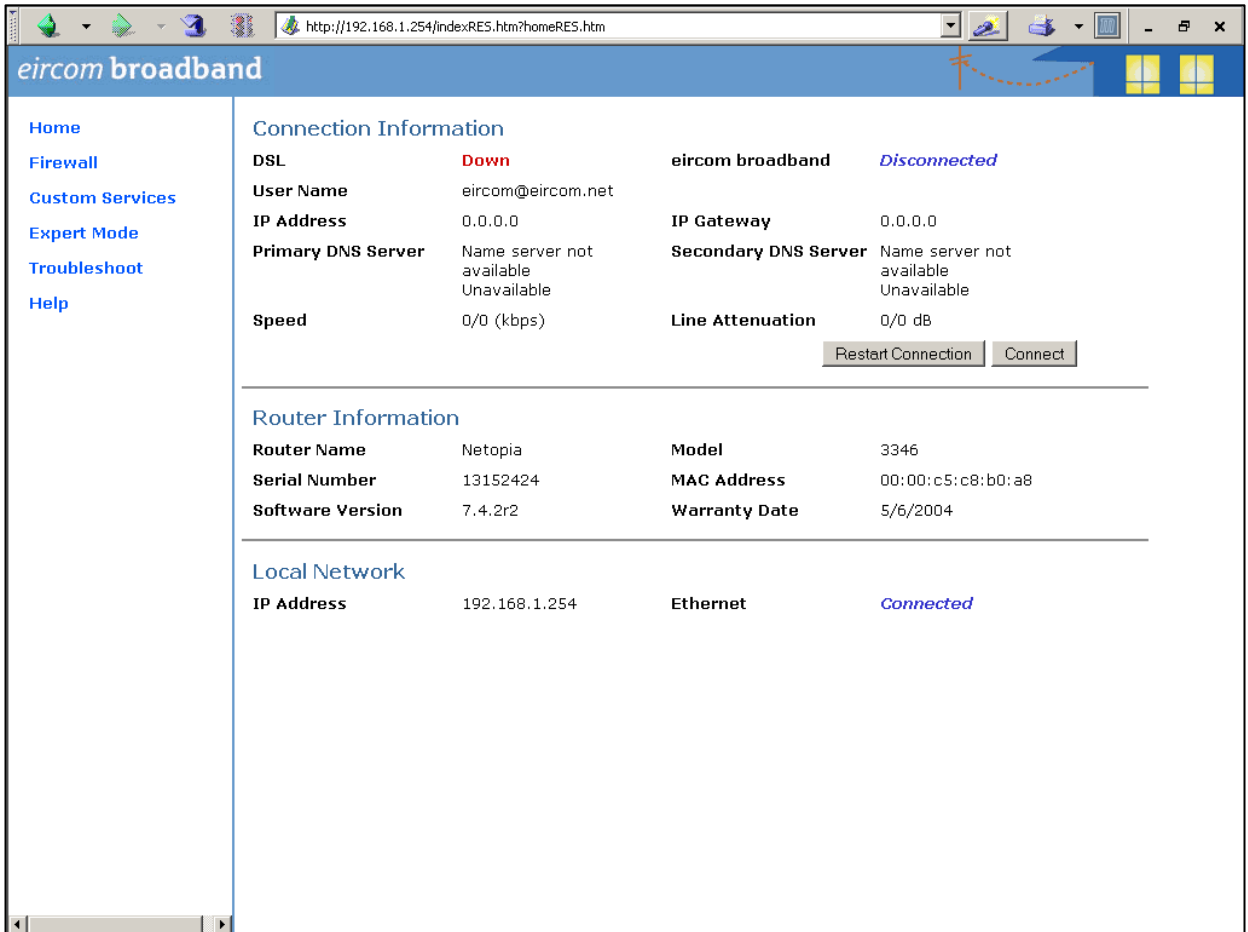 http://192.168.1.254/indexRES.htm?homeRES.htm
eircom broadband
Home
Firewall
Custom Services
Expert Mode
Troubleshoot
Help
Connection Information
DSL Down eircom broadband Disconnected
User Name eircom@eircom.net
IP Address 0.0.0.0 IP Gateway 0.0.0.0
Primary DNS Server Name server not Secondary DNS Server Name server not
available available
Unavailable Unavailable
Speed 0/0 (kbps) Line Attenuation 0/0 dB
Restart Connection Connect
Router Information
Router Name Netopia Model 3346
Serial Number 13152424 MAC Address 00:00:c5:c8:b0:a8
Software Version 7.4.2r2 Warranty Date 5/6/2004
Local Network
IP Address 192.168.1.254 Ethernet Connected